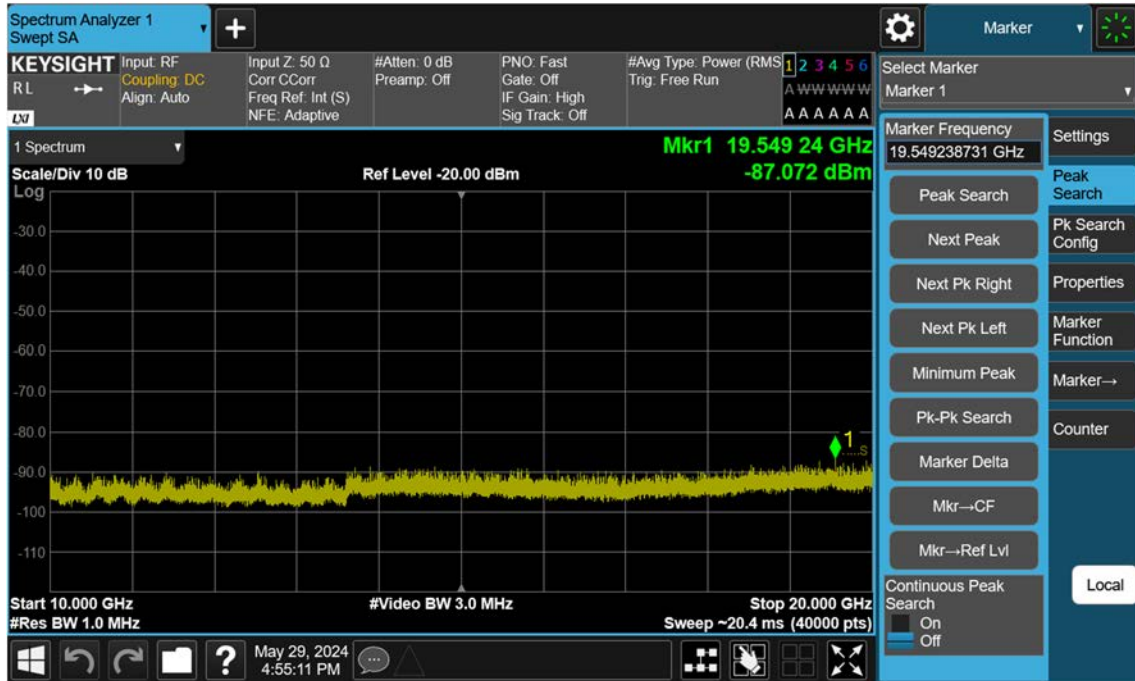 Spectrum Analyzer 1
Swept SA
Marker
KEYSIGHT
R L
LXI
Input: RF
Coupling: DC
Align: Auto
Input Z: 50 Ω
Corr CCorr
Freq Ref: Int (S)
NFE: Adaptive
#Atten: 0 dB
Preamp: Off
PNO: Fast
Gate: Off
IF Gain: High
Sig Track: Off
#Avg Type: Power (RMS
Trig: Free Run
1 2 3 4 5 6
A W W W W W
A A A A A A
Select Marker
Marker 1
1 Spectrum
Mkr1 19.549 24 GHz
-87.072 dBm
Scale/Div 10 dB
Ref Level -20.00 dBm
Log
-30.0
-40.0
-50.0
-60.0
-70.0
-80.0
-90.0
-100
-110
1
S
Start 10.000 GHz
#Video BW 3.0 MHz
Stop 20.000 GHz
#Res BW 1.0 MHz
Sweep ~20.4 ms (40000 pts)
Marker Frequency
19.549238731 GHz
Peak Search
Next Peak
Next Pk Right
Next Pk Left
Minimum Peak
Pk-Pk Search
Marker Delta
Mkr→CF
Mkr→Ref Lvl
Continuous Peak
Search
On
Off
Settings
Peak
Search
Pk Search
Config
Properties
Marker
Function
Marker→
Counter
Local
?
May 29, 2024
4:55:11 PM